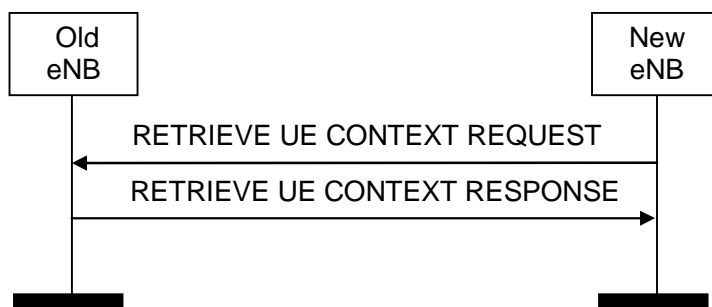 Old
eNB
New
eNB
RETRIEVE UE CONTEXT REQUEST
RETRIEVE UE CONTEXT RESPONSE